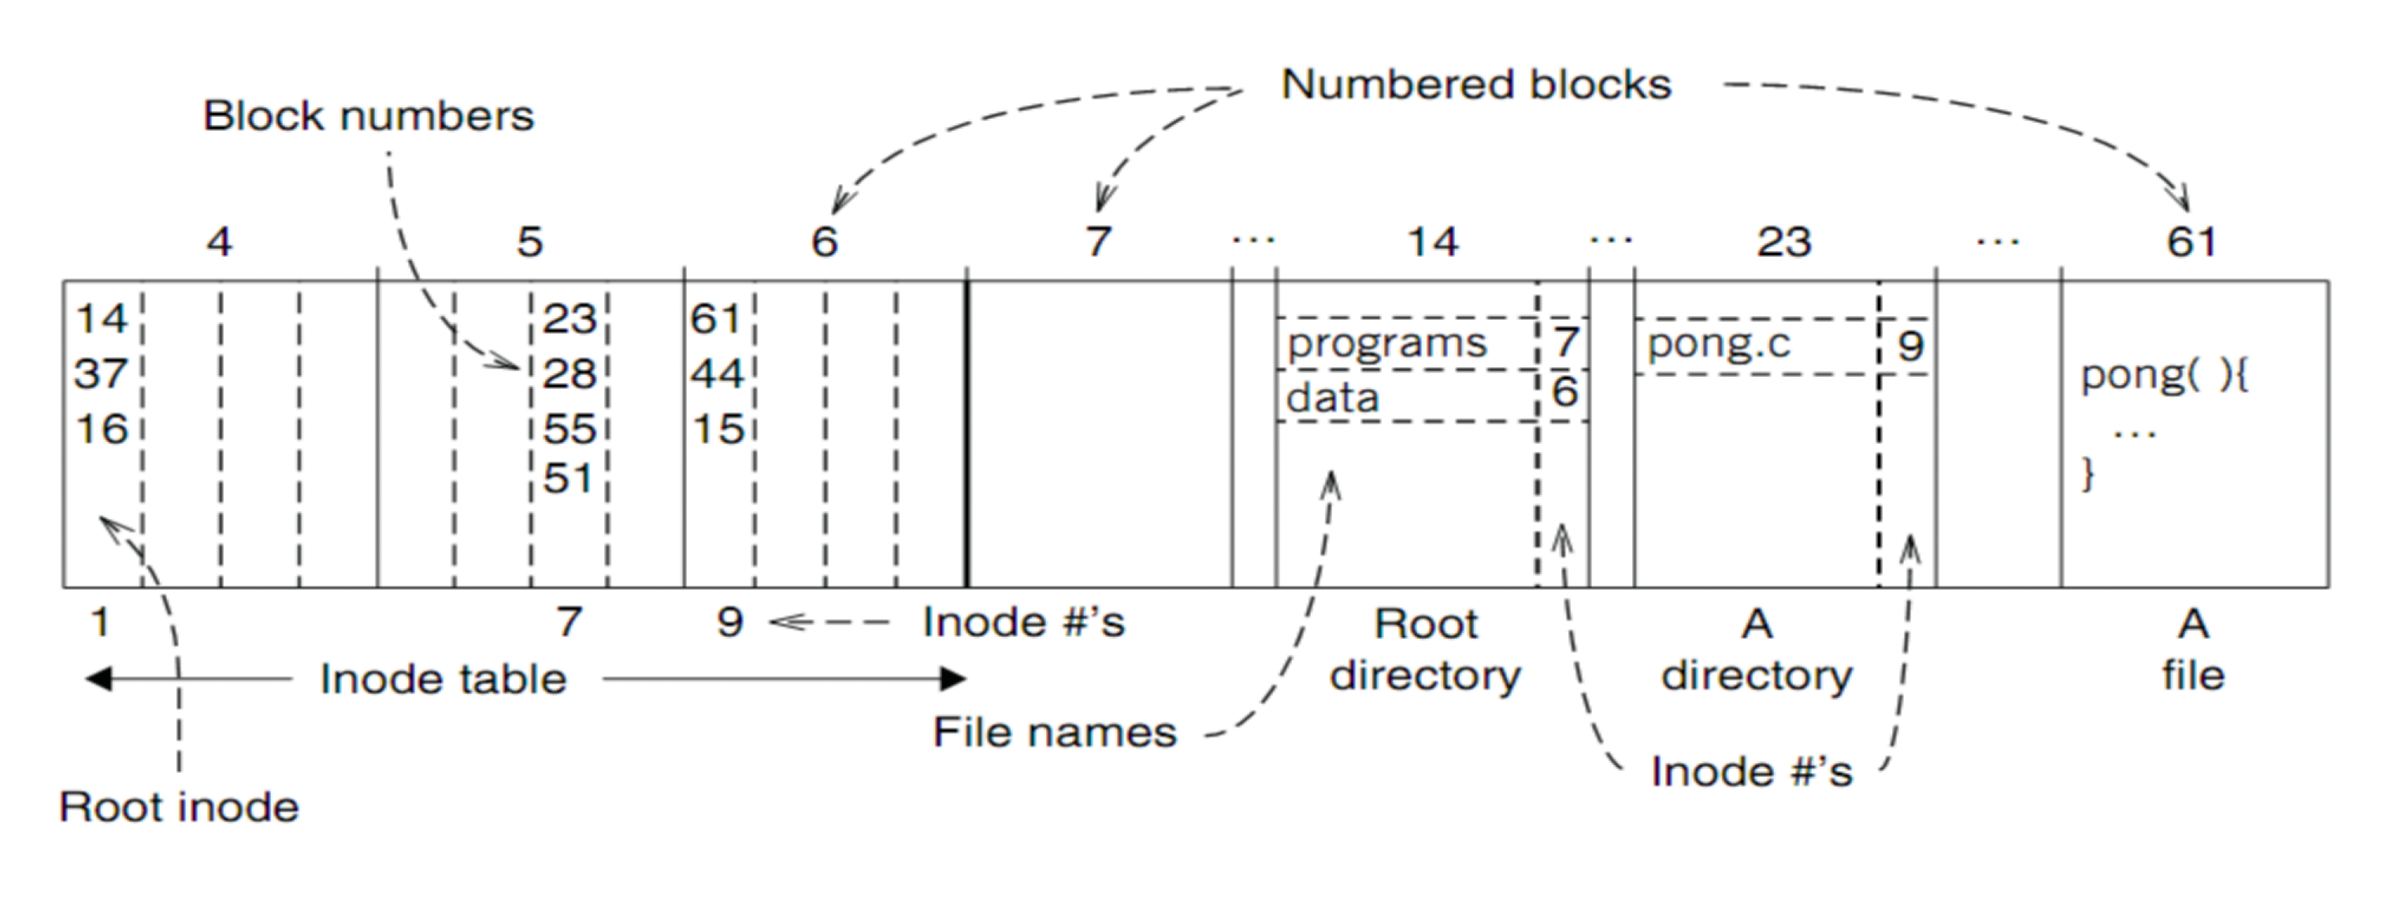 Numbered blocks
Block numbers
4 5 6 7 ... 14 ... 23 ... 61
14 23 61
programs 7 pong.c 9
37 28 44
data 6 pong( ){
16 55 15
...
51
}
1 7 9 Inode #’s Root A A
Inode table directory directory file
File names
Inode #’s
Root inode